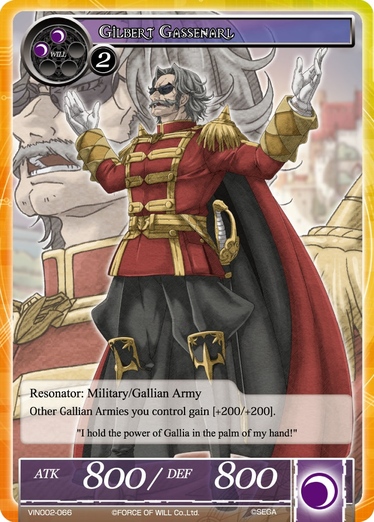 Gilbert Gassenarl
WILL
2
Resonator: Military/Gallian Army
Other Gallian Armies you control gain [+200/+200].
"I hold the power of Gallia in the palm of my hand!"
ATK 800 / DEF 800
VIN002-066 ©FORCE OF WILL Co.,Ltd. ©SEGA